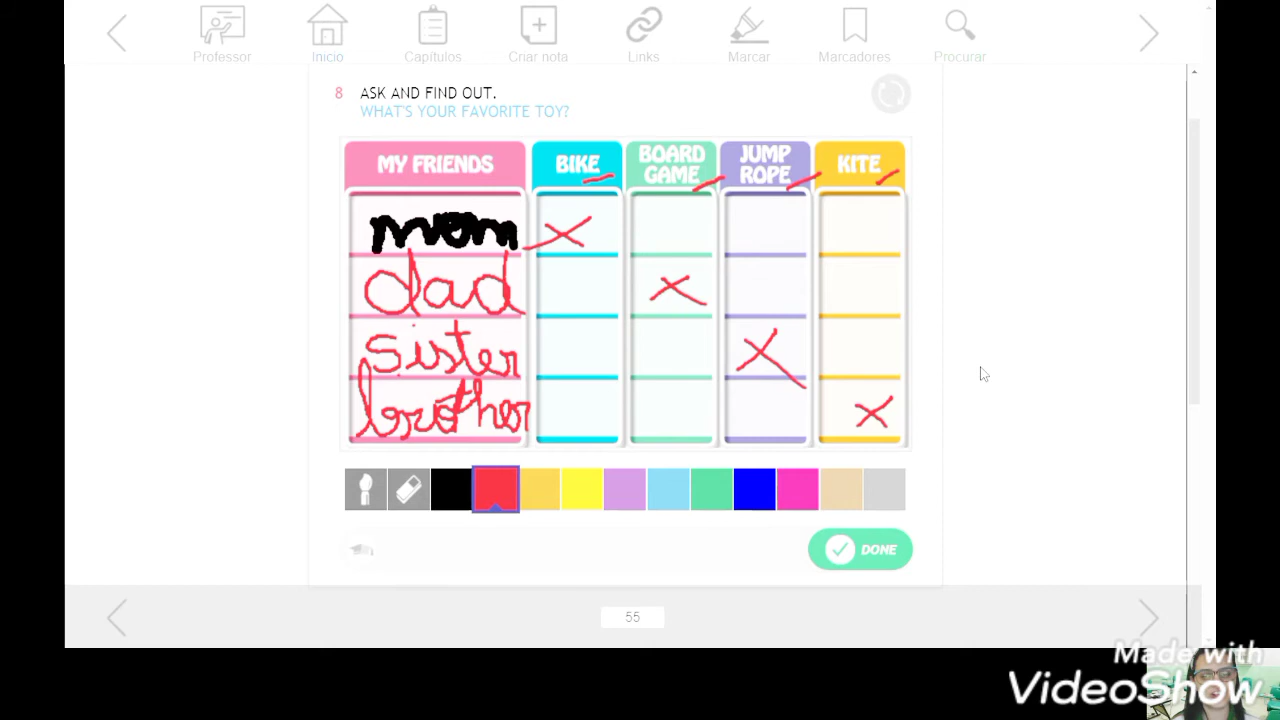 Professor
Inicio
Capítulos
Criar nota
Links
Marcar
Marcadores
Procurar
8 ASK AND FIND OUT.
WHAT'S YOUR FAVORITE TOY?
MY FRIENDS
BIKE
BOARD GAME
JUMP ROPE
KITE
mom
dad
sister
brother
DONE
55
Made with
VideoShow